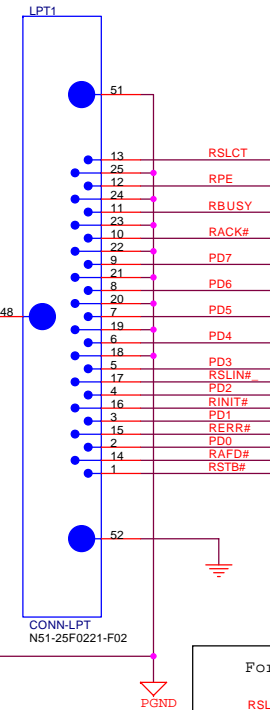 LPT1
51
13 RSLCT
25
12 RPE
24
11 RBUSY
23
10 RACK#
22
9 PD7
21
8 PD6
20
48 7 PD5
19
6 PD4
18
5 PD3
17 RSLIN#_
4 PD2
16 RINIT#
3 PD1
15 RERR#
2 PD0
14 RAFD#
1 RSTB#
52
CONN-LPT
N51-25F0221-F02
For
PGND RSL